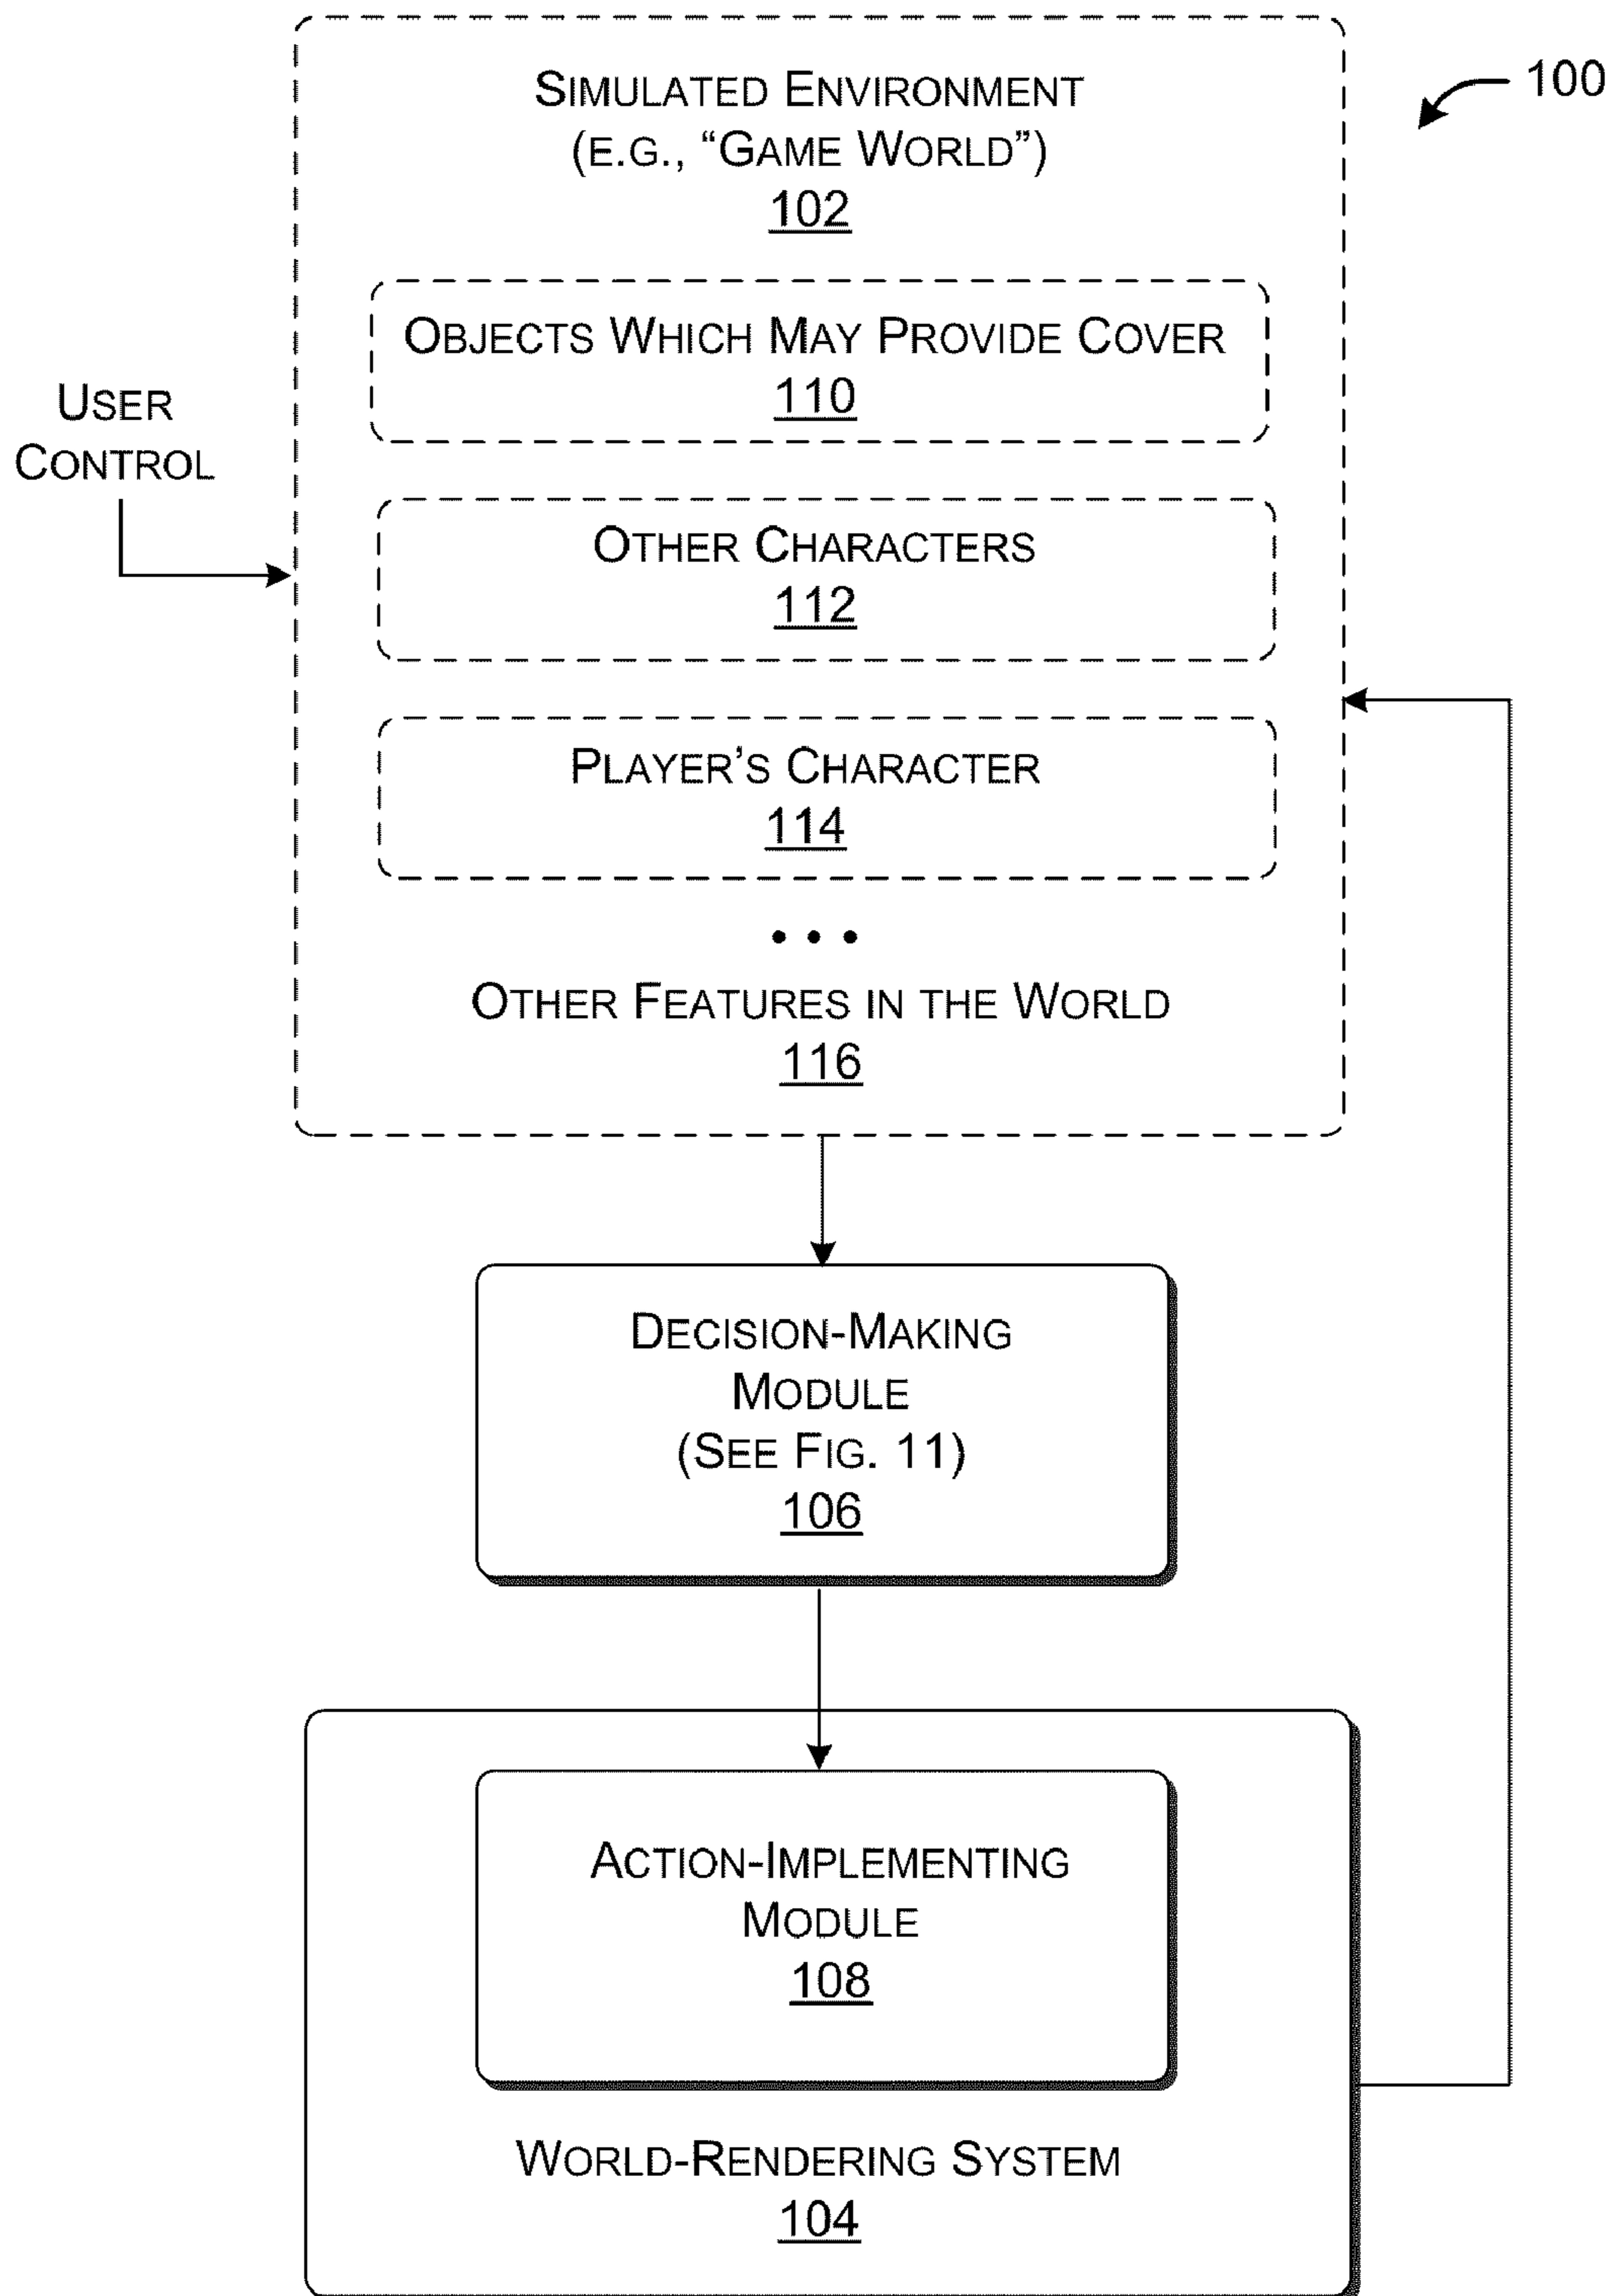 100
SIMULATED ENVIRONMENT
(E.G., “GAME WORLD”)
102
OBJECTS WHICH MAY PROVIDE COVER
110
USER
CONTROL
OTHER CHARACTERS
112
PLAYER’S CHARACTER
114
• • •
OTHER FEATURES IN THE WORLD
116
DECISION-MAKING
MODULE
(SEE FIG. 11)
106
ACTION-IMPLEMENTING
MODULE
108
WORLD-RENDERING SYSTEM
104